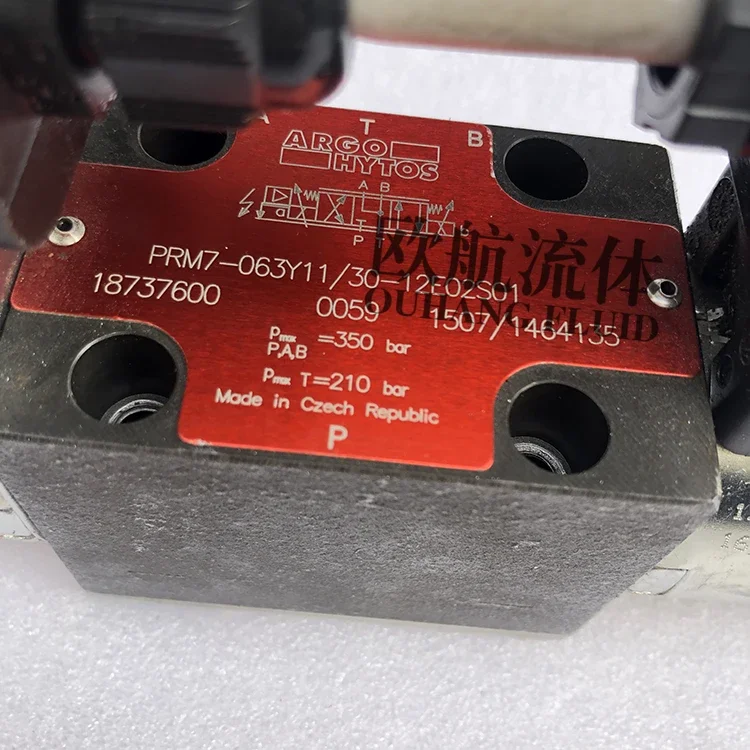 A T B
ARGO
HYTOS
A B
a b
P T
PRM7-063Y11/30-12E02S01
18737600 0059 1507/1464135
欧航流体
OUHANG FLUID
pmax P,A,B =350 bar
pmax T=210 bar
Made in Czech Republic
P